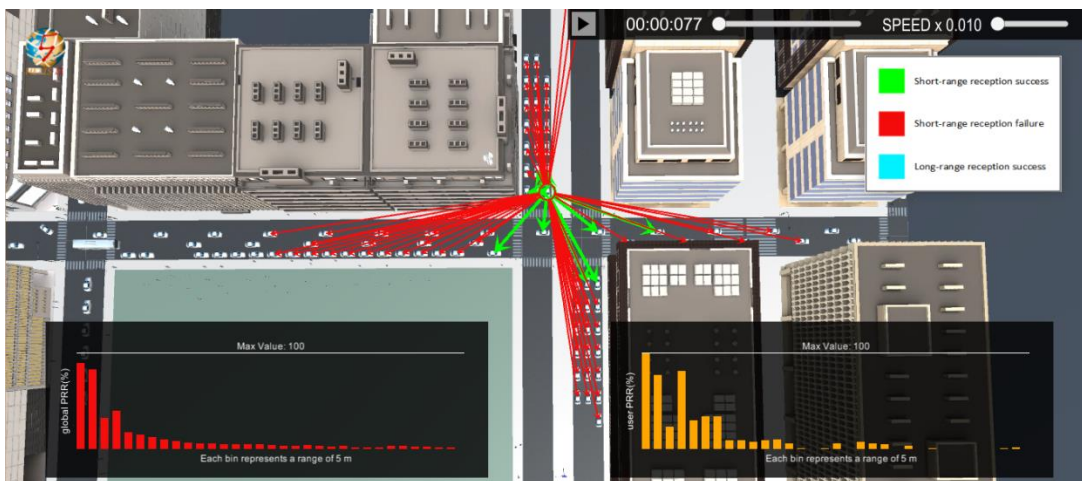 00:00:077
SPEED x 0.010
Short-range reception success
Short-range reception failure
Long-range reception success
Max Value: 100
global PRR(%)
Each bin represents a range of 5 m
Max Value: 100
user PRR(%)
Each bin represents a range of 5 m